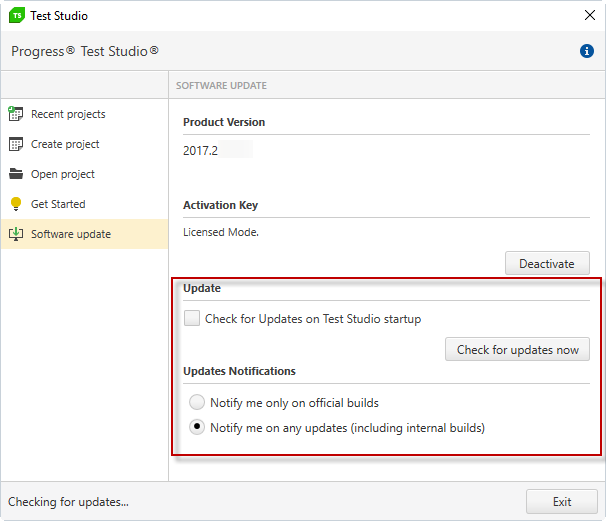 TS Test Studio
Progress® Test Studio®
Recent projects
Create project
Open project
Get Started
Software update
SOFTWARE UPDATE
Product Version
2017.2
Activation Key
Licensed Mode.
Deactivate
Update
Check for Updates on Test Studio startup
Check for updates now
Updates Notifications
Notify me only on official builds
Notify me on any updates (including internal builds)
Checking for updates...
Exit